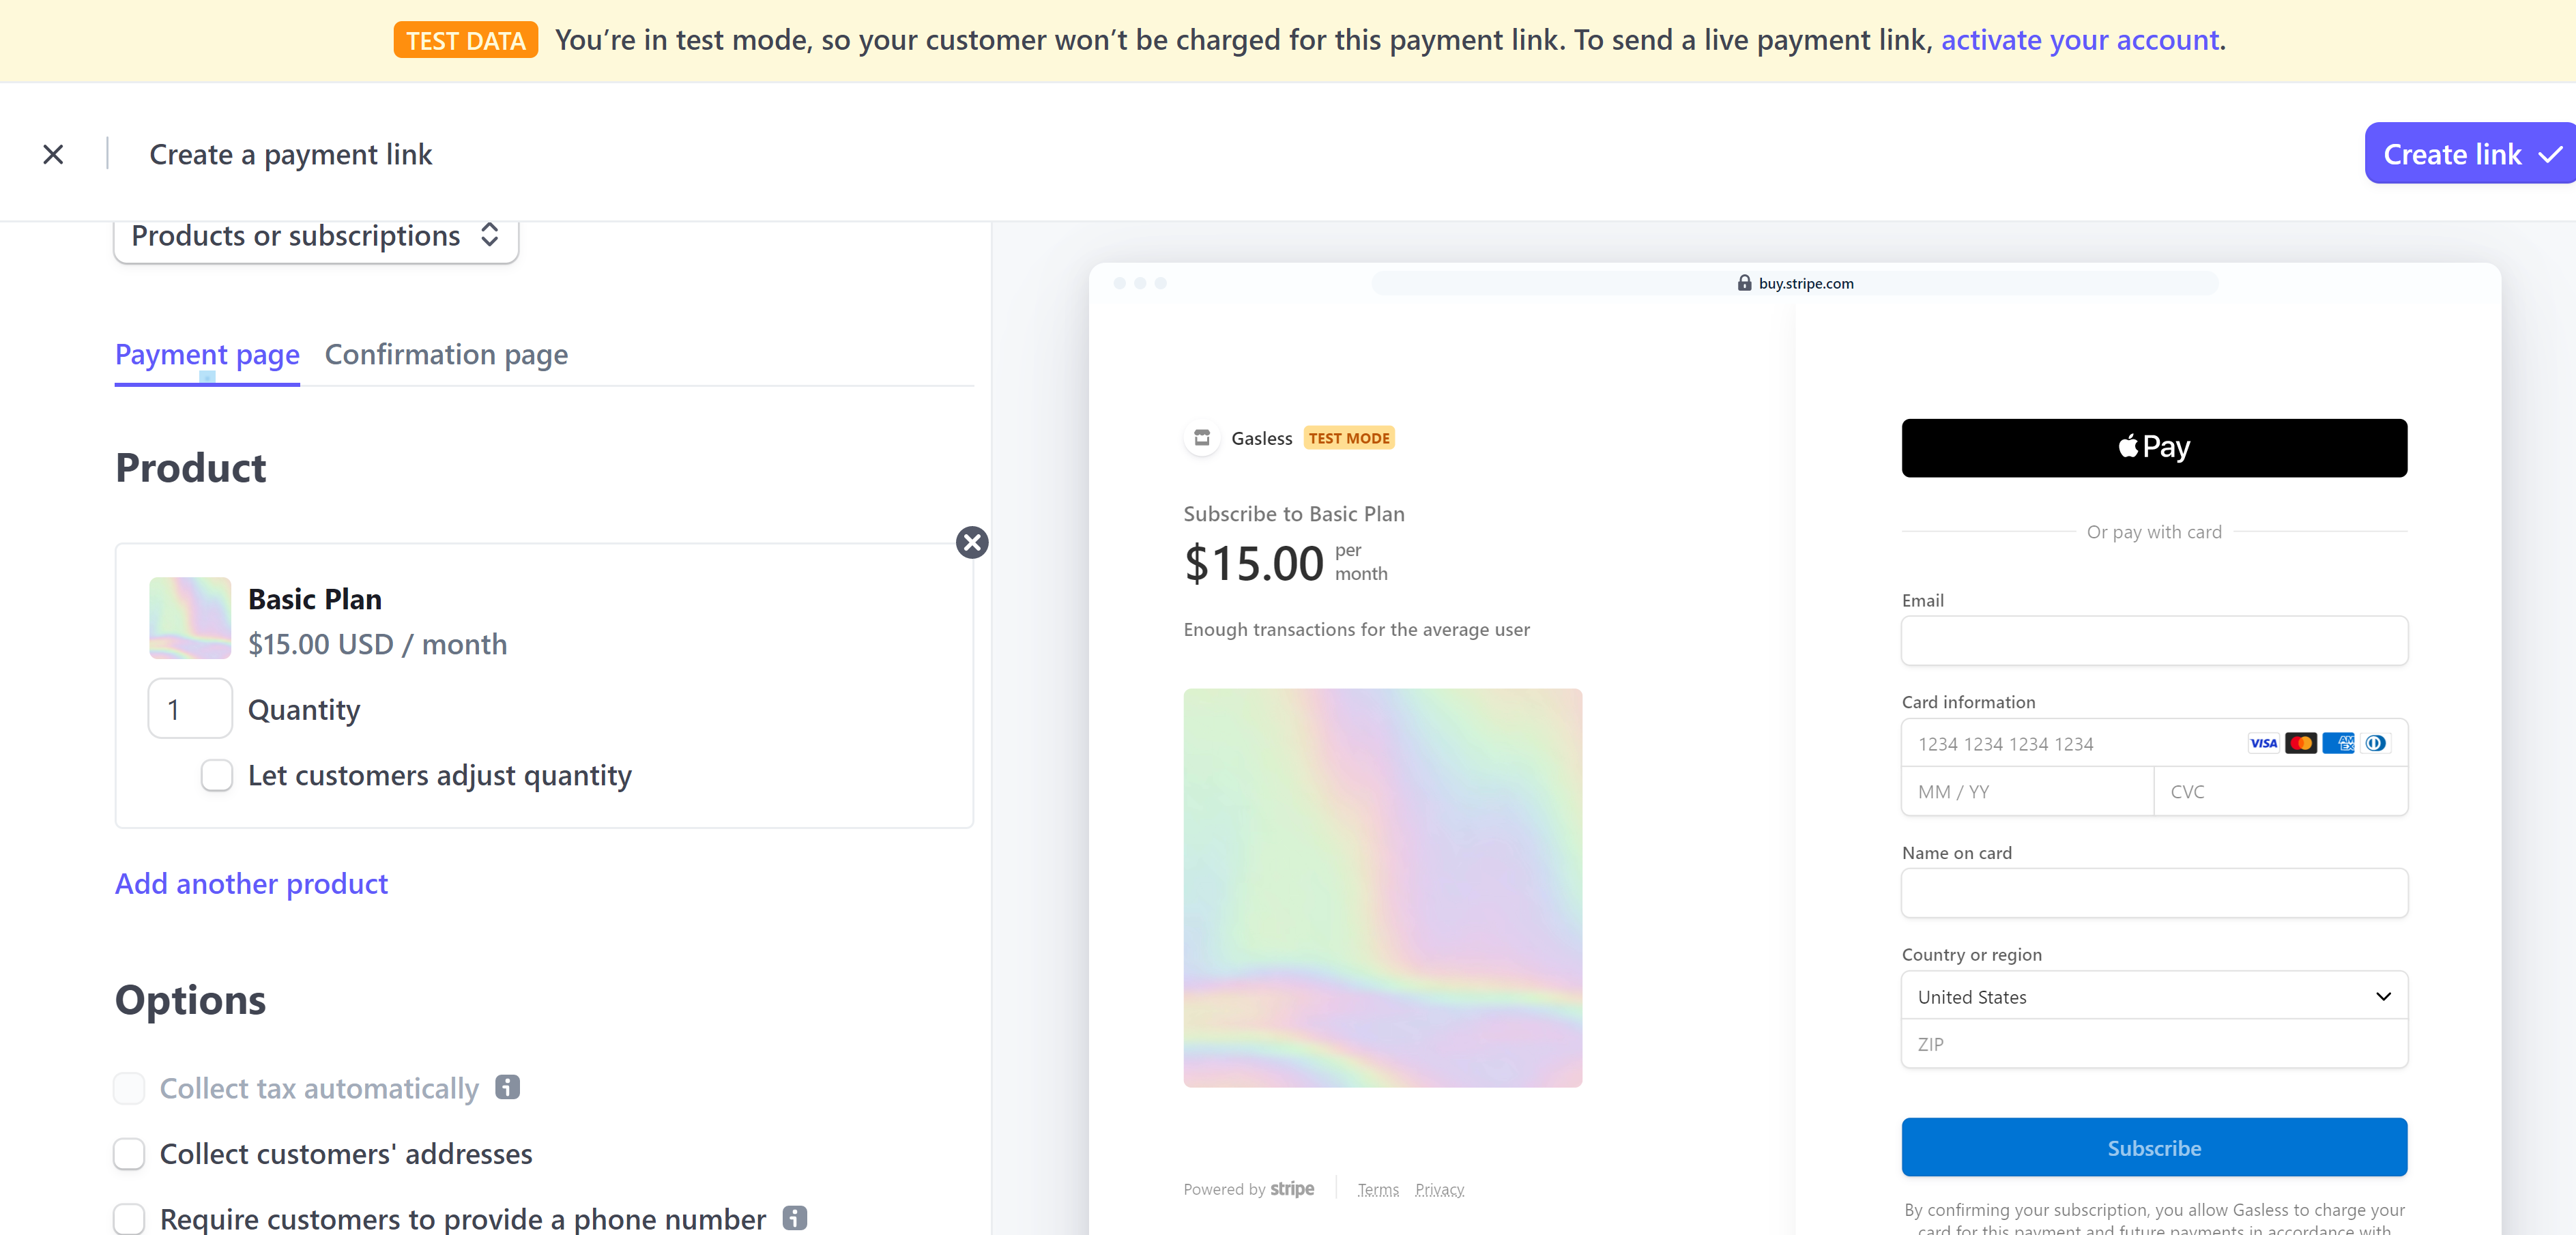 TEST DATA You’re in test mode, so your customer won’t be charged for this payment link. To send a live payment link, activate your account.
Create a payment link
Create link
Products or subscriptions
Payment page Confirmation page
Product
Basic Plan
$15.00 USD / month
1 Quantity
Let customers adjust quantity
Add another product
Options
Collect tax automatically
Collect customers' addresses
Require customers to provide a phone number
buy.stripe.com
Gasless TEST MODE
Subscribe to Basic Plan
$15.00 per
month
Enough transactions for the average user
Powered by stripe Terms Privacy
Pay
Or pay with card
Email
Card information
1234 1234 1234 1234 VISA AMEX
MM / YY CVC
Name on card
Country or region
United States
ZIP
Subscribe
By confirming your subscription, you allow Gasless to charge your
card for this payment and future payments in accordance with